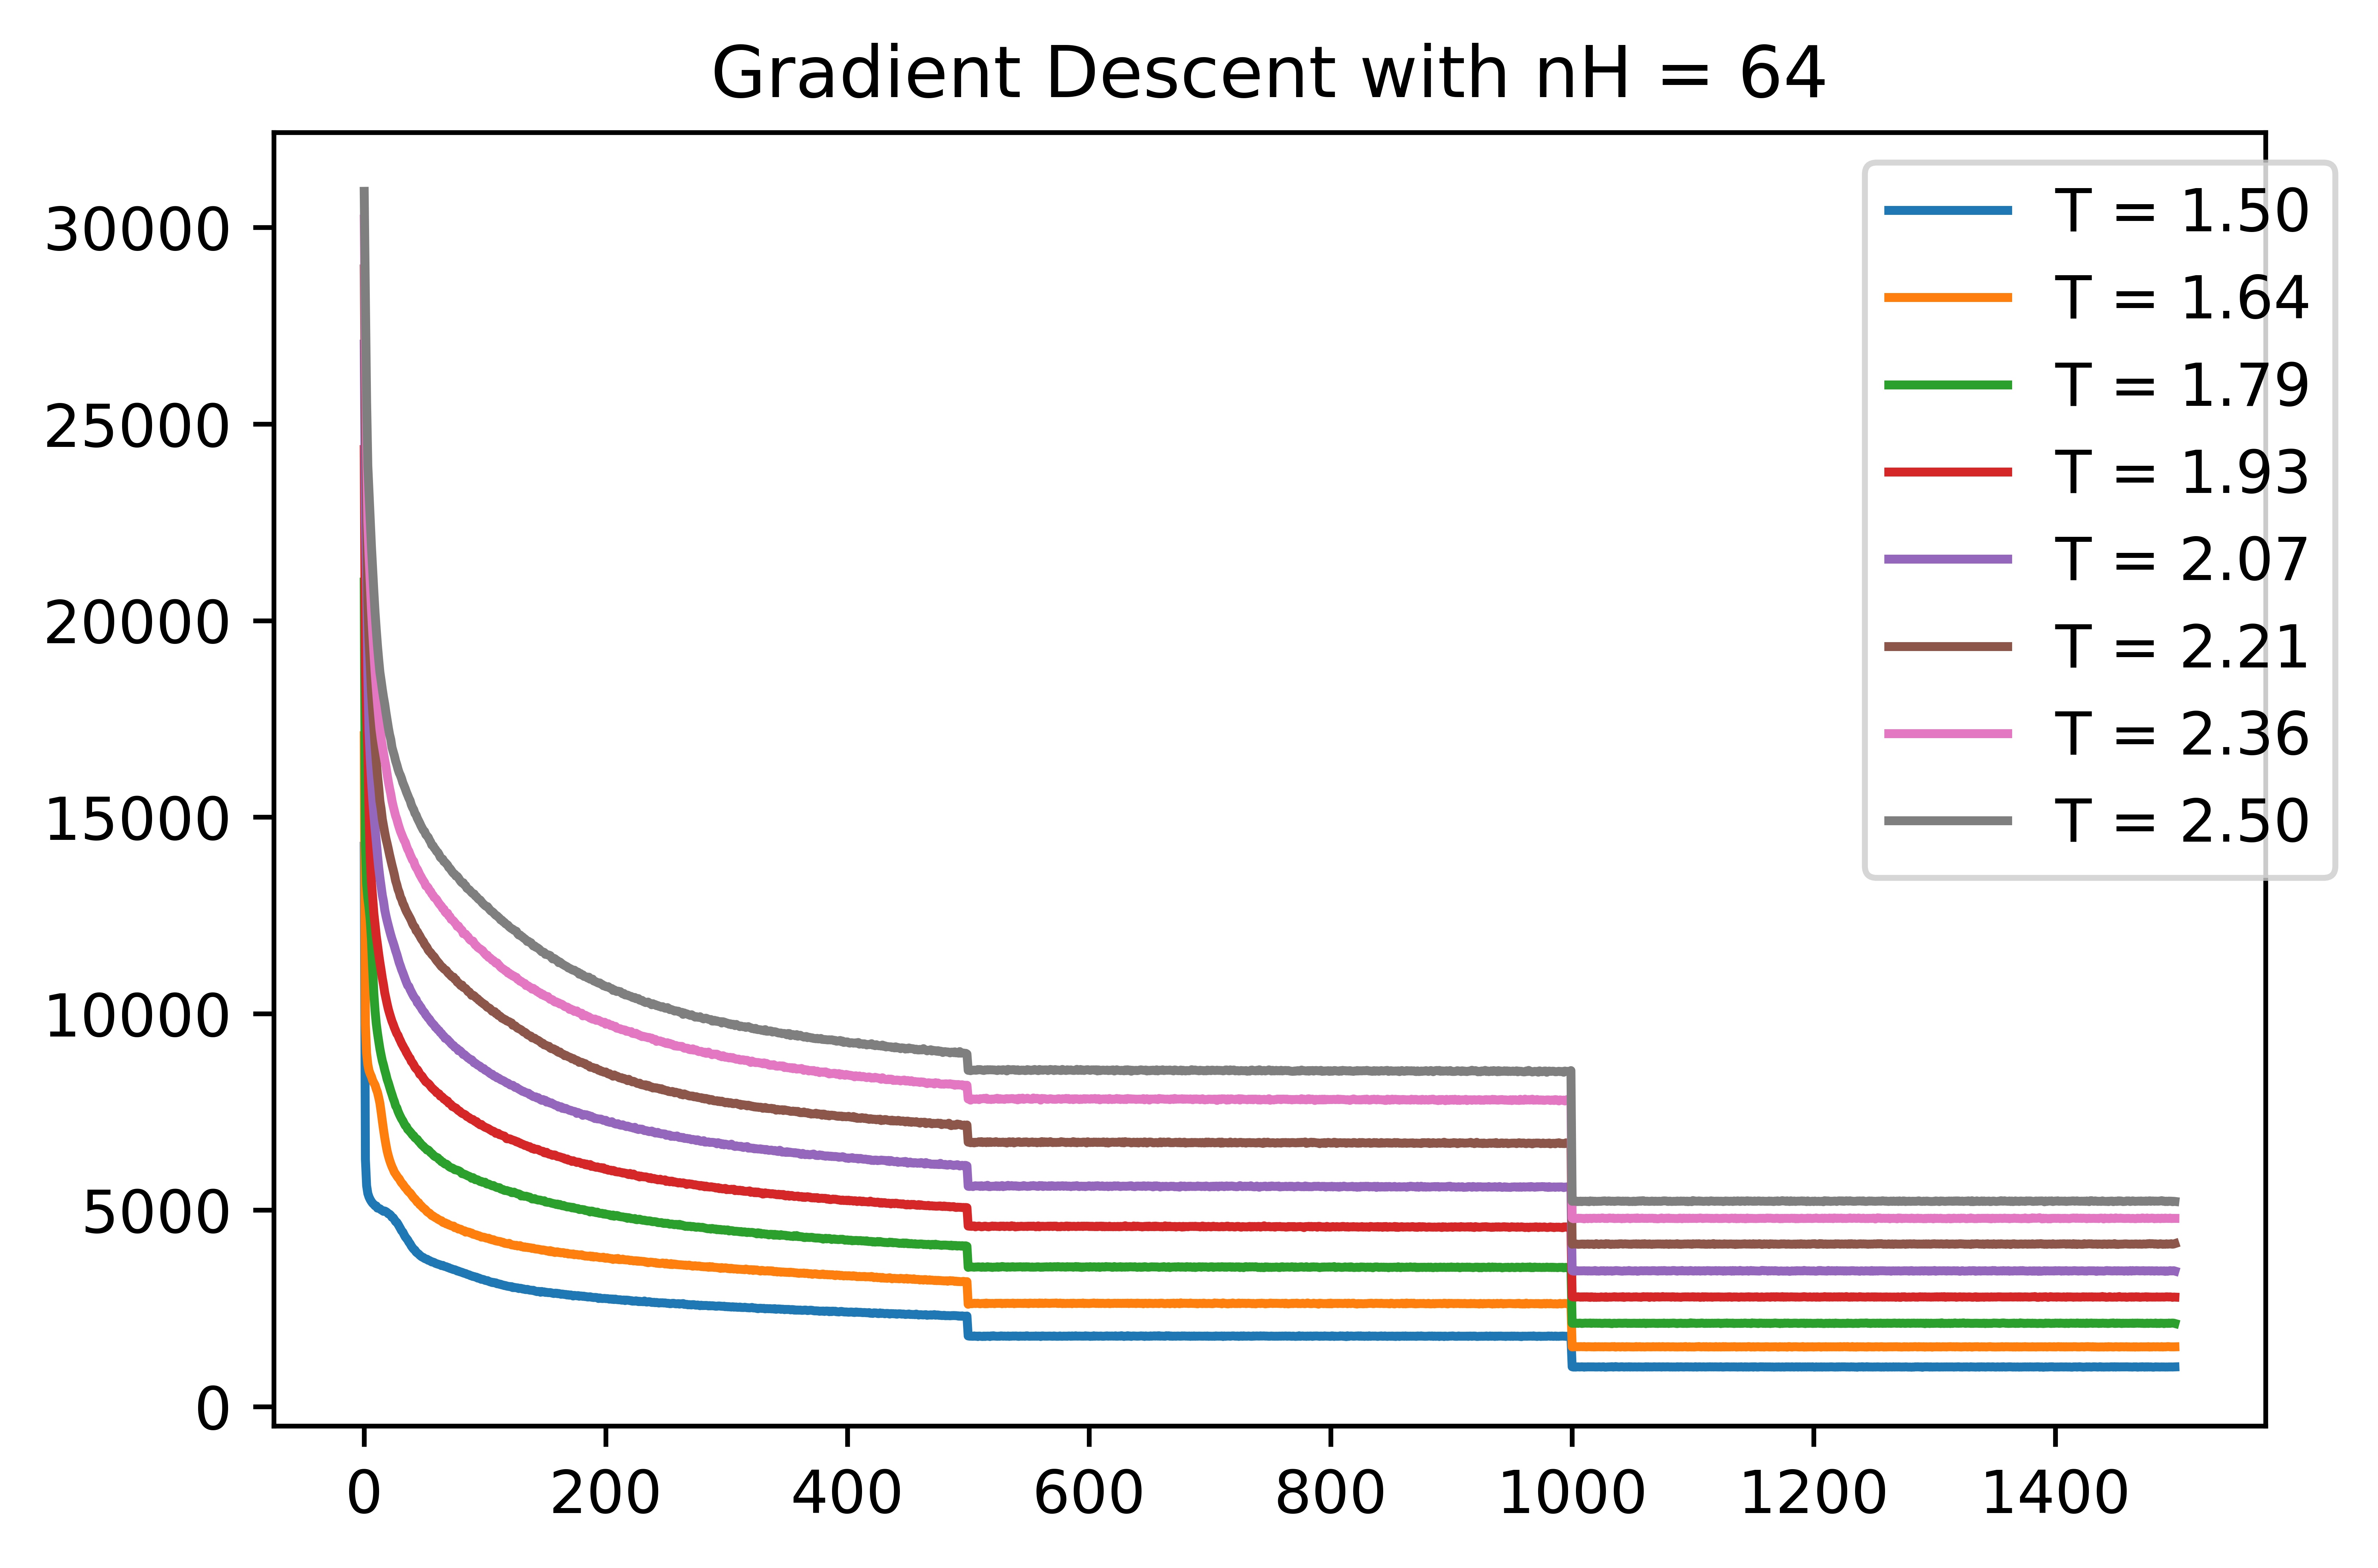 Gradient Descent with nH = 64
30000
25000
20000
15000
10000
5000
0
0 200 400 600 800 1000 1200 1400
T = 1.50
T = 1.64
T = 1.79
T = 1.93
T = 2.07
T = 2.21
T = 2.36
T = 2.50